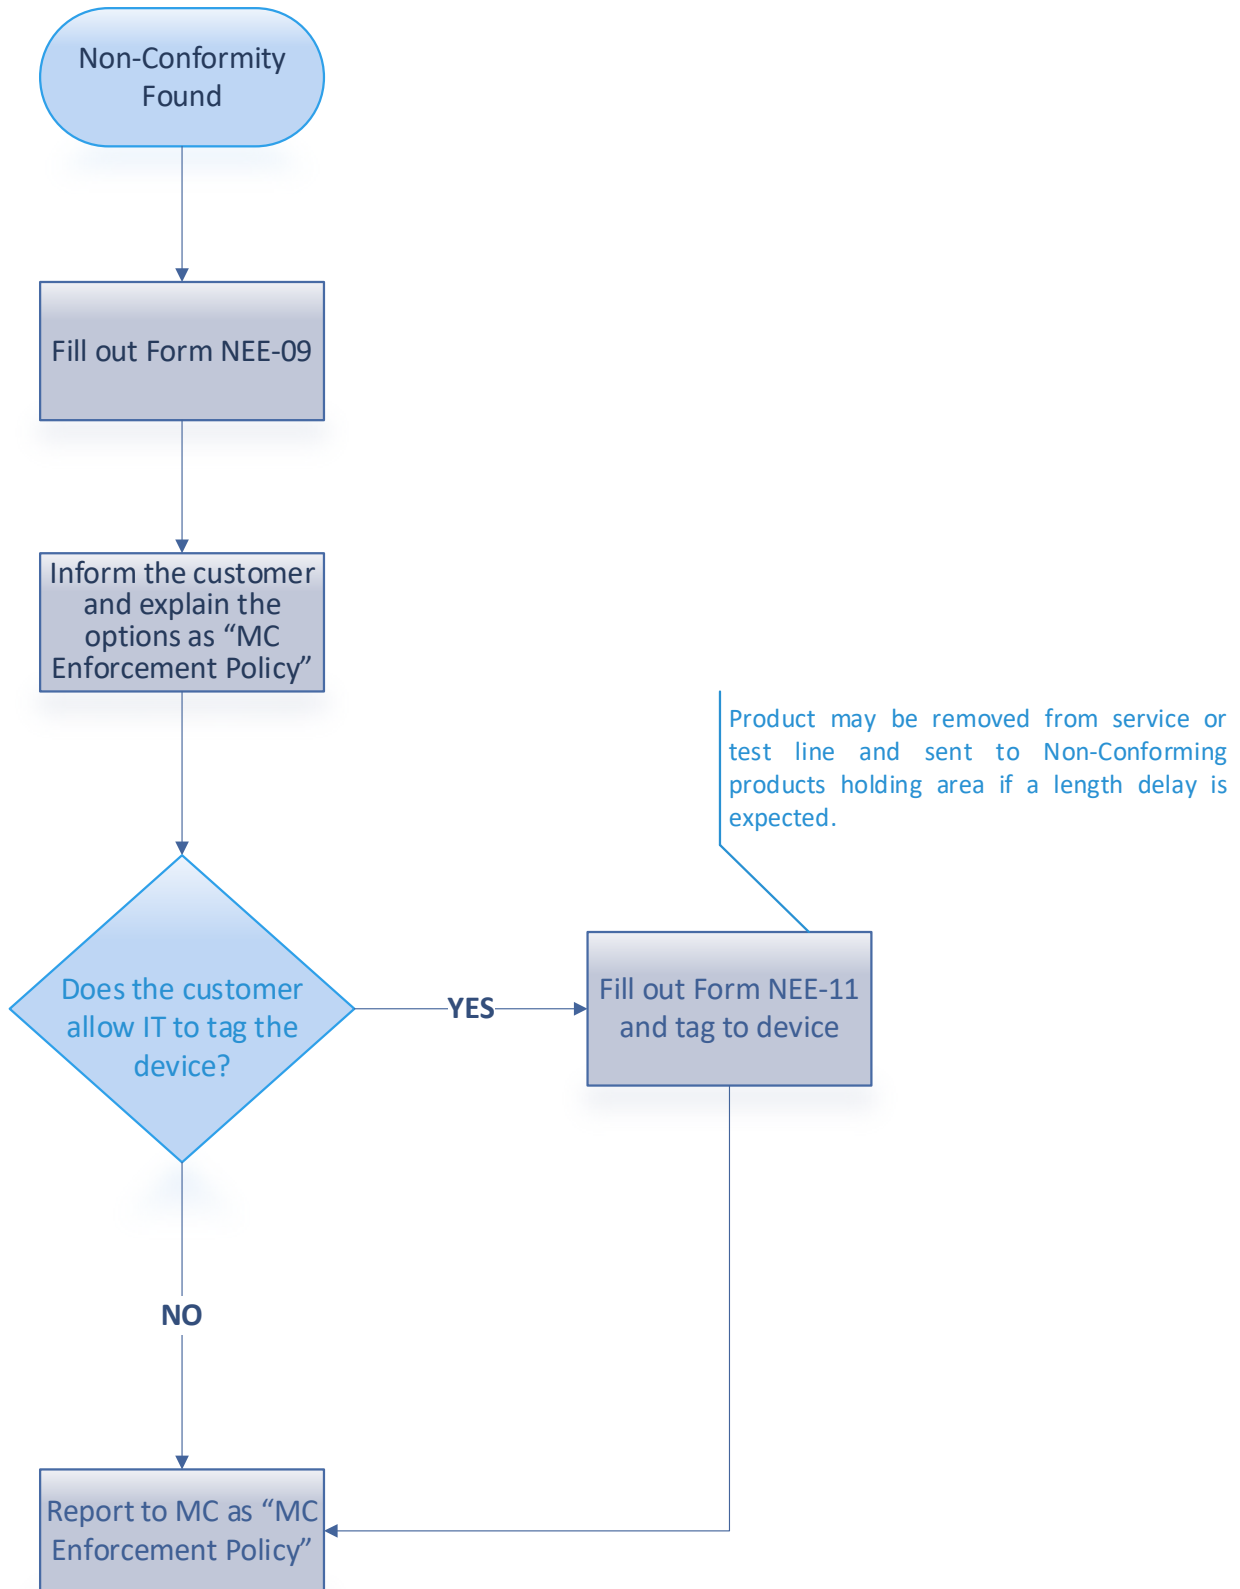 Non-Conformity
Found
Fill out Form NEE-09
Inform the customer
and explain the
options as “MC
Enforcement Policy”
Product may be removed from service or
test line and sent to Non-Conforming
products holding area if a length delay is
expected.
Does the customer
allow IT to tag the
device?
YES
Fill out Form NEE-11
and tag to device
NO
Report to MC as “MC
Enforcement Policy”